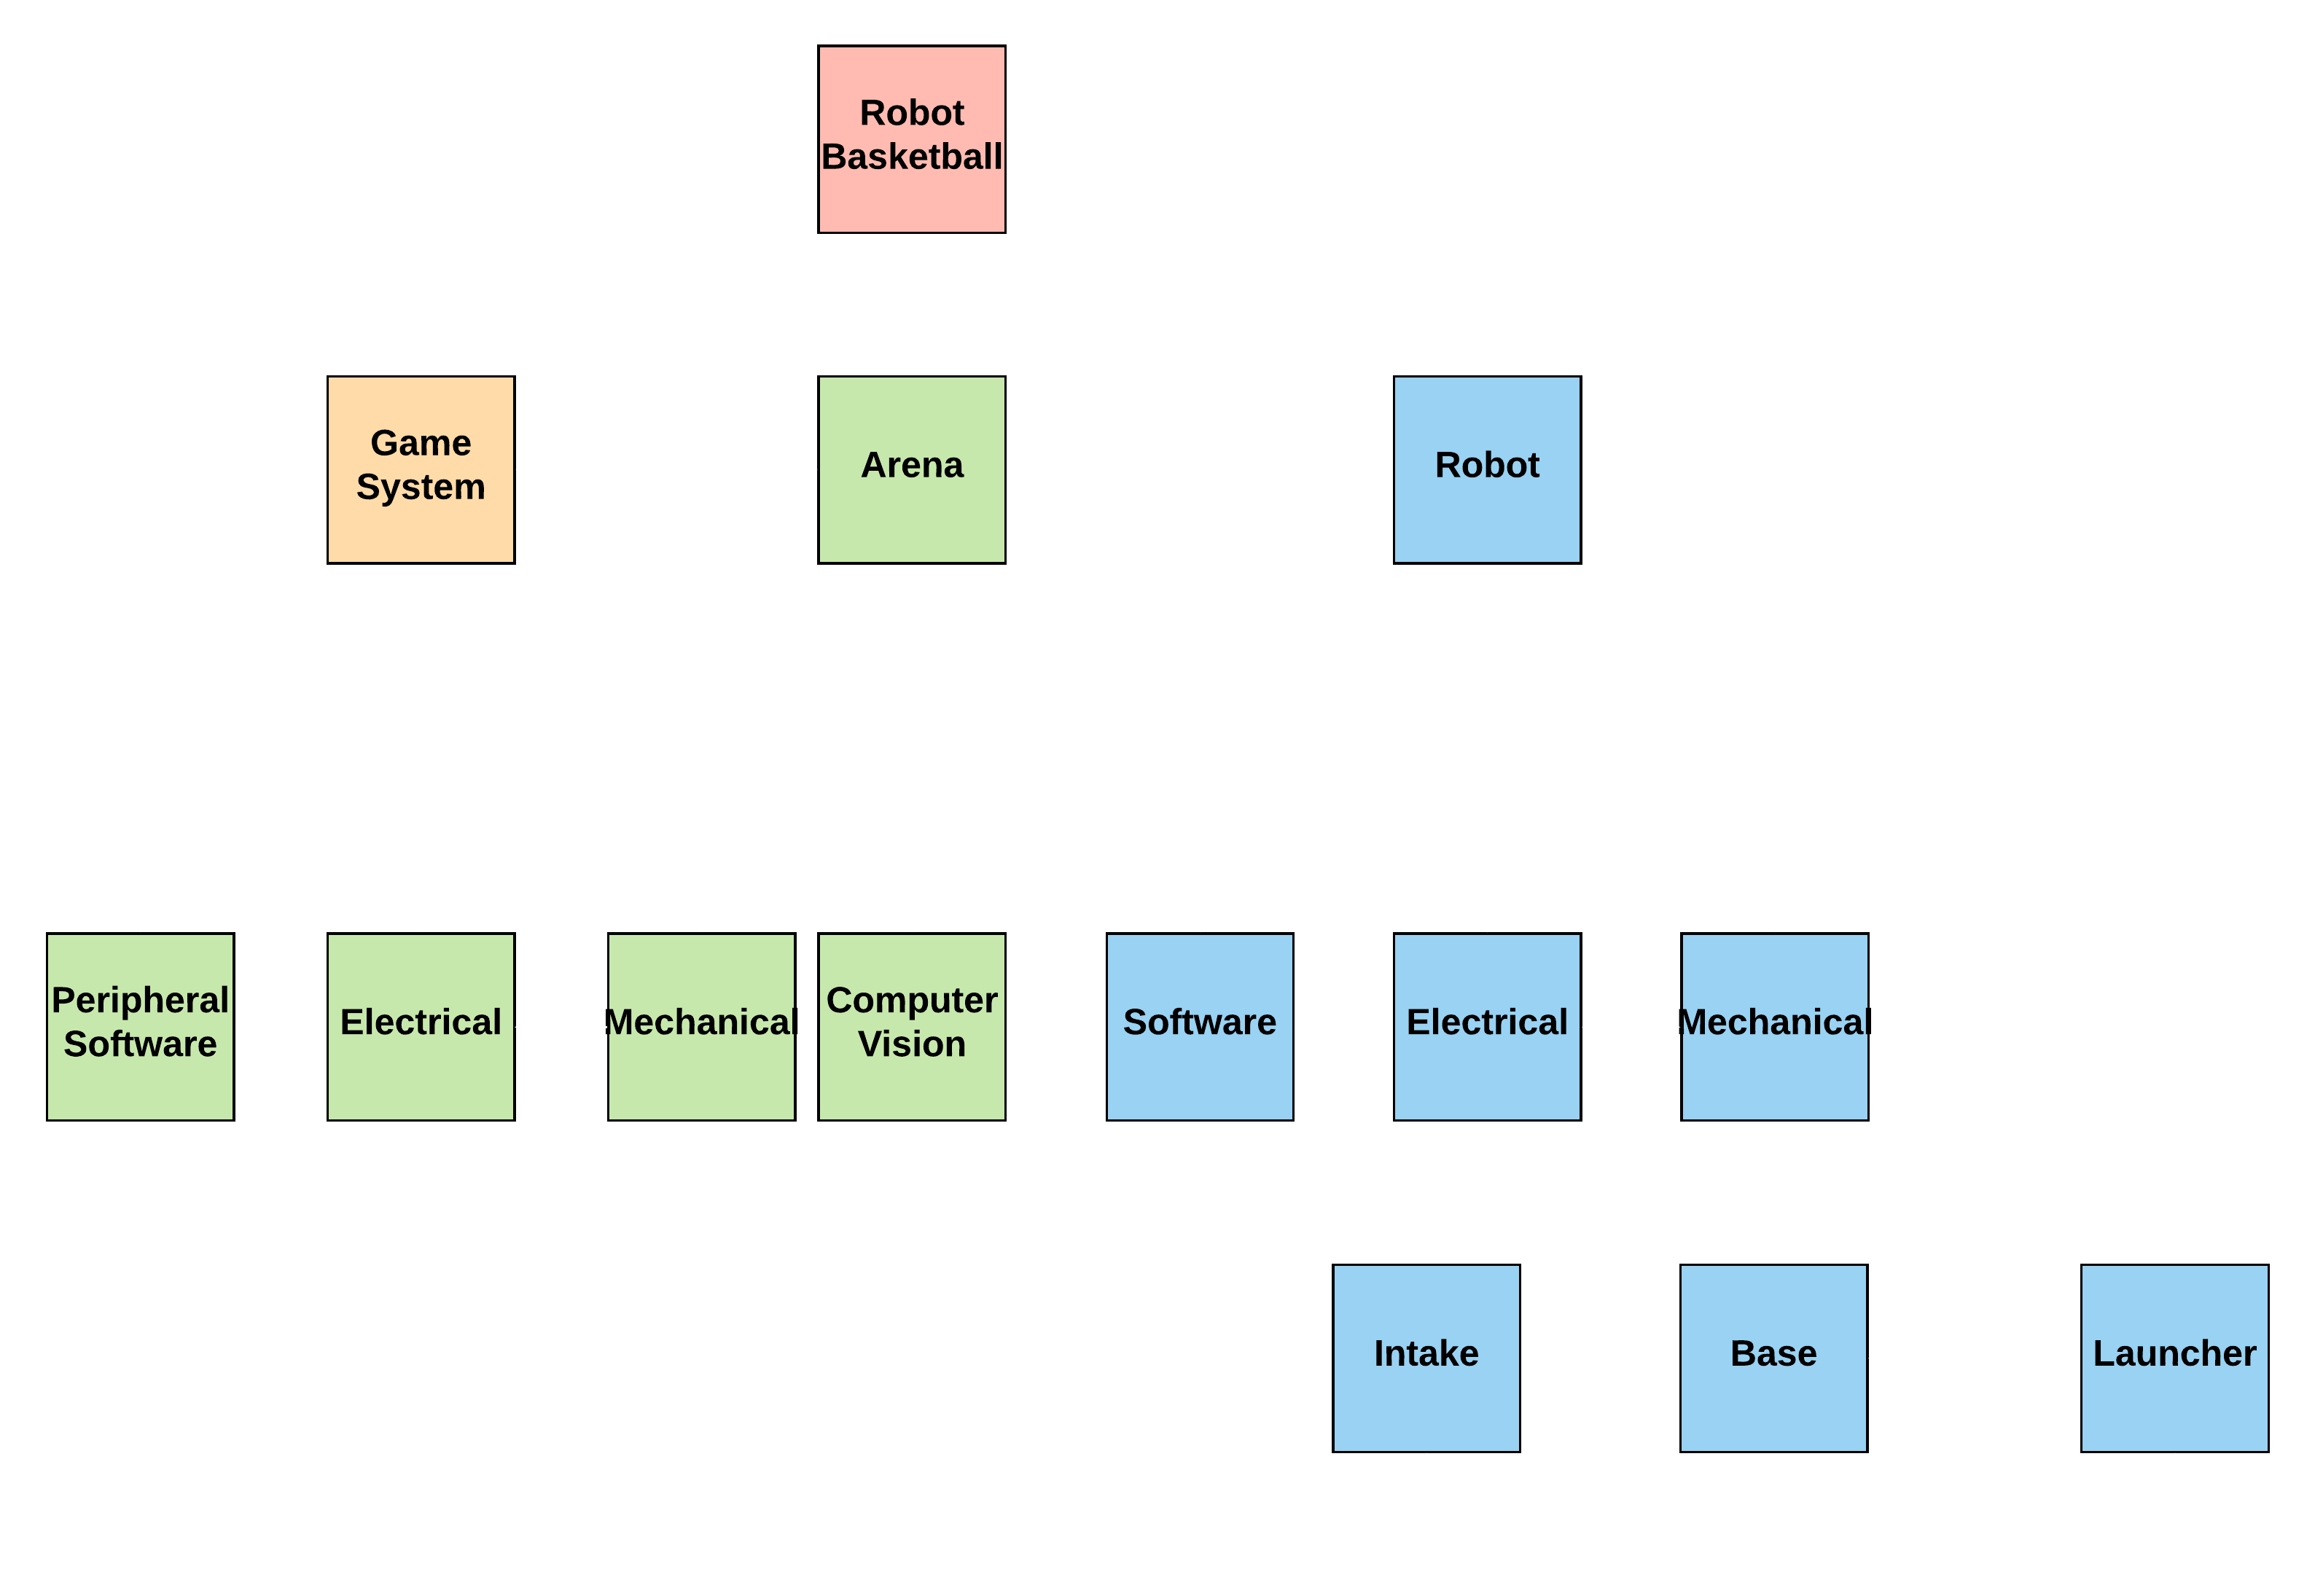 Robot
Basketball
Game
System
Arena
Robot
Peripheral
Software
Electrical
Mechanical
Computer
Vision
Software
Electrical
Mechanical
Intake
Base
Launcher